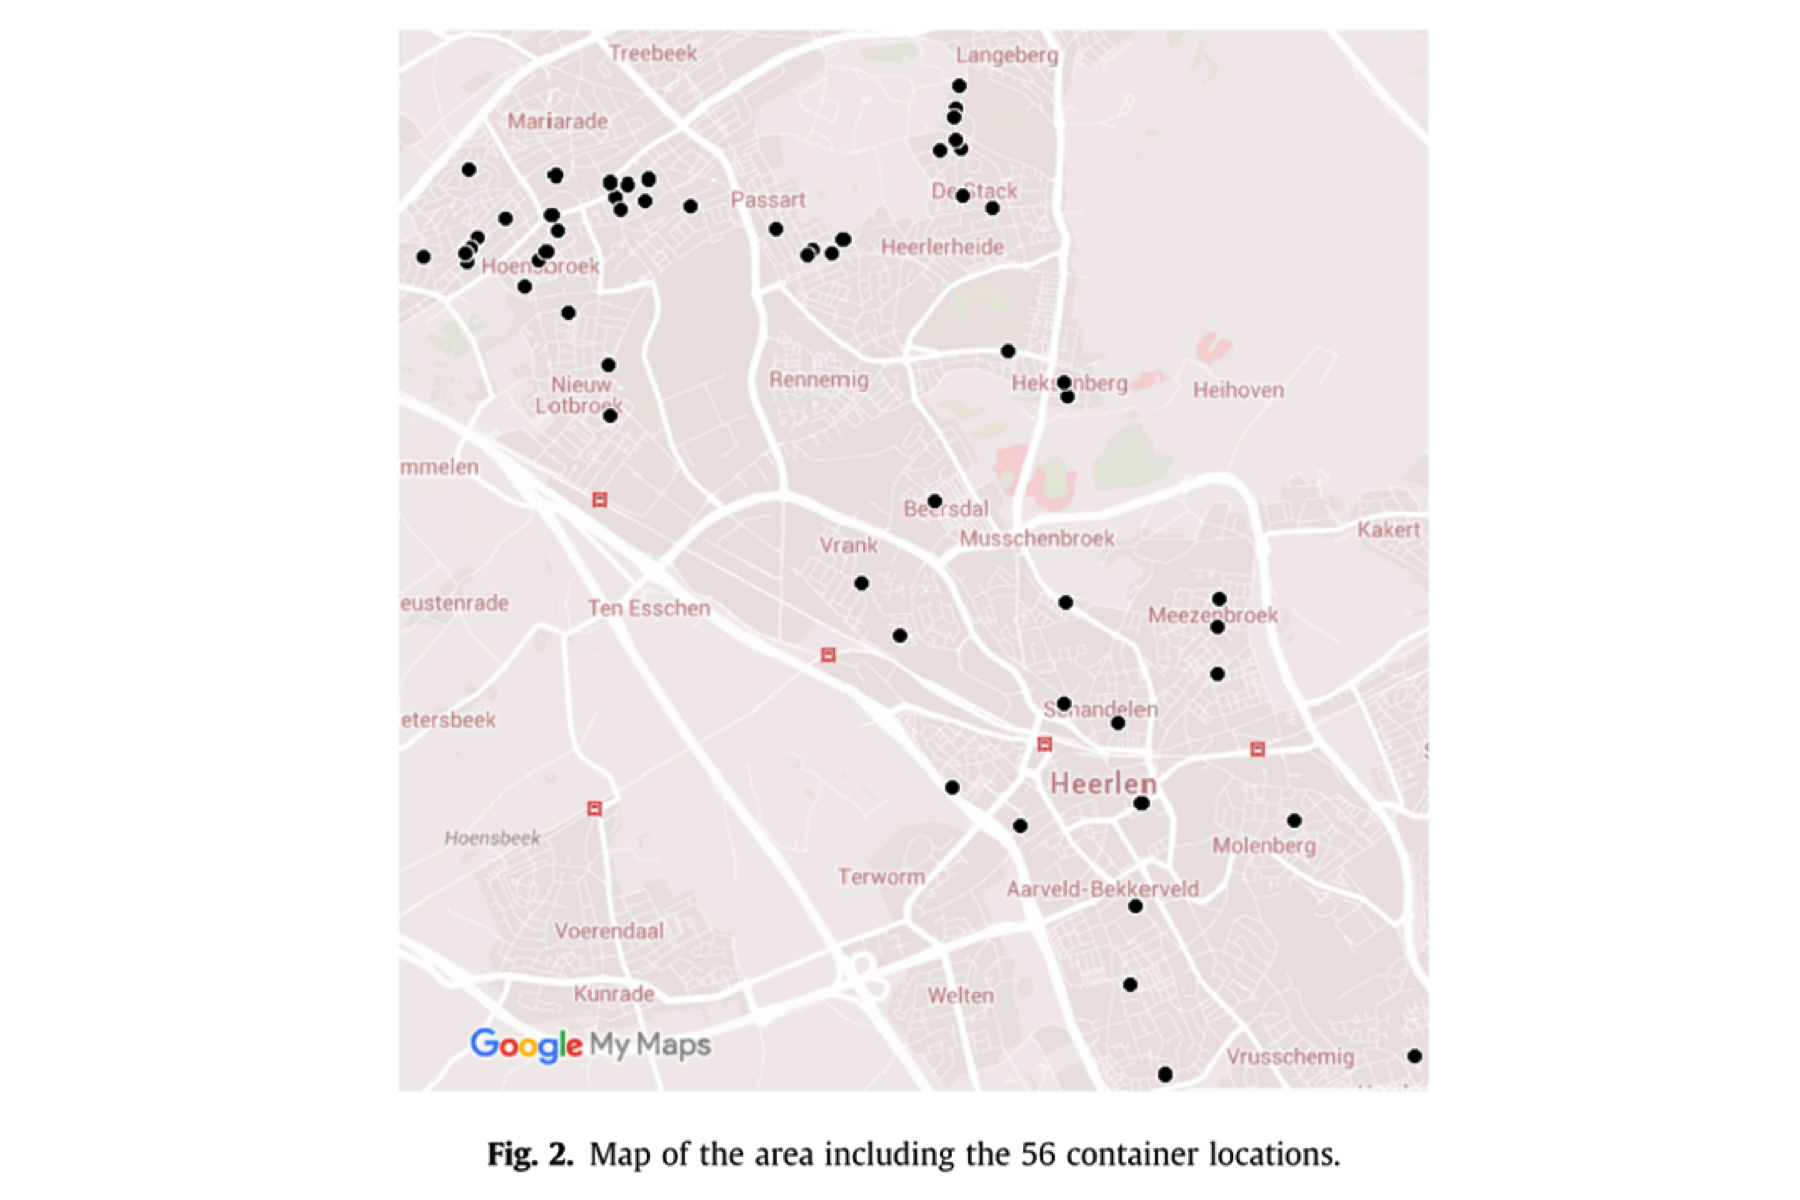 Treebeek
Langeberg
Mariarade
Passart
De Stack
Heerlerheide
Hoensbroek
Rennemig
Heksenberg
Heihoven
Nieuw
Lotbroek
mmelen
Beersdal
Musschenbroek
Kakert
Vrank
eustenrade
Ten Esschen
Meezenbroek
etersbeek
Schandelen
Heerlen
Hoensbeek
Molenberg
Terworm
Aarveld-Bekkerveld
Voerendaal
Kunrade
Welten
Google My Maps
Vrusschemig
Fig. 2. Map of the area including the 56 container locations.